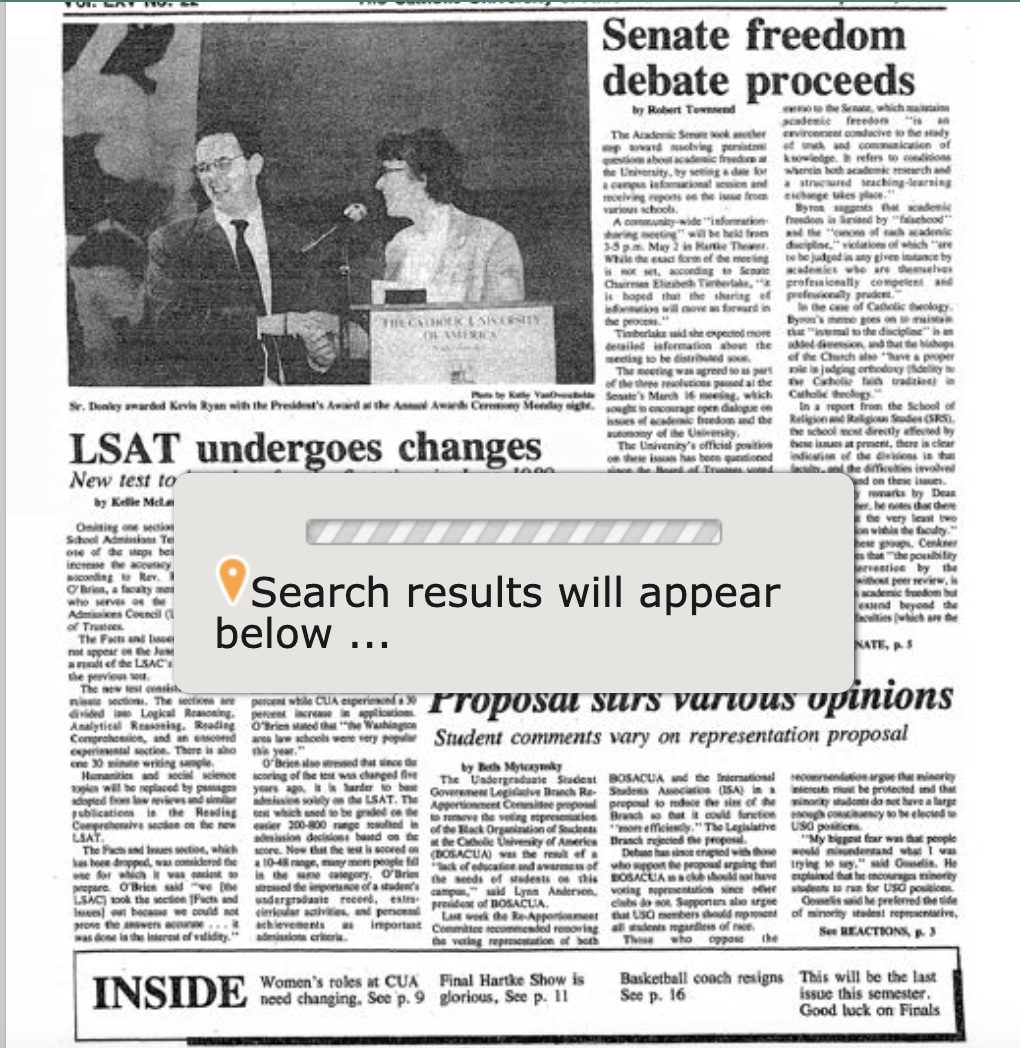 VOL. LXV NO. 22
Senate freedom
debate proceeds
by Robert Townsend
The Academic Senate took another
step toward resolving persistent
questions about academic freedom at
the University, by setting a date for
a campus informational session and
receiving reports on the issue from
various schools.
A community-wide "information-
sharing meeting" will be held from
3-5 p.m. May 2 in Hartke Theater.
While the exact form of the meeting
is not set, according to Senate
Chairman Elizabeth Timberlake, "it
is hoped that the sharing of
information will move us forward in
the process."
Timberlake said she expected more
detailed information about the
meeting to be distributed soon.
The meeting was agreed to as part
of the three resolutions passed at the
Senate's March 16 meeting, which
sought to encourage open dialogue on
issues of academic freedom and the
autonomy of the University.
The University's official position
on these issues has been questioned
since the Board of Trustees voted
memo to the Senate, which maintains
academic freedom "is an
environment conducive to the study
of truth and communication of
knowledge. It refers to conditions
wherein both academic research and
a structured teaching-learning
exchange takes place."
Byron suggests that academic
freedom is limited by "falsehood"
and the "canons of each academic
discipline," violations of which "are
to be judged in any given instance by
academics who are themselves
professionally competent and
professionally prudent."
In the case of Catholic theology,
Byron's memo goes on to maintain
that "internal to the discipline" is an
added dimension, and that the bishops
of the Church also "have a proper
role in judging orthodoxy (fidelity to
the Catholic faith tradition) in
Catholic theology."
In a report from the School of
Religion and Religious Studies (SRS),
the school most directly affected by
these issues at present, there is clear
indication of the divisions in that
faculty, and the difficulties involved
and on these issues.
remarks by Dean
her, he notes that there
the very least two
on within the faculty."
these groups, Cenkner
es that "the possibility
ervention by the
without peer review, is
academic freedom but
extend beyond the
faculties [which are the
NATE, p. 5
THE CATHOLIC UNIVERSITY
OF AMERICA
Photo by Kathy VanOverschelde
Sr. Donley awarded Kevin Ryan with the President's Award at the Annual Awards Ceremony Monday night.
LSAT undergoes changes
New test to
by Kellie McLa
Omitting one section
School Admissions Te
one of the steps bei
increase the accuracy
according to Rev. R
O'Brien, a faculty mem
who serves on the
Admissions Council (L
of Trustees.
The Facts and Issues
not appear on the June
a result of the LSAC's
the previous test.
The new test consist
minute sections. The sections are
divided into Logical Reasoning,
Analytical Reasoning, Reading
Comprehension, and an unscored
experimental section. There is also
one 30 minute writing sample.
Humanities and social science
topics will be replaced by passages
adopted from law reviews and similar
publications in the Reading
Comprehensive section on the new
LSAT.
The Facts and Issues section, which
has been dropped, was considered the
one for which it was easiest to
prepare. O'Brien said "we [the
LSAC] took the section [Facts and
Issues] out because we could not
prove the answers accurate . . . it
was done in the interest of validity."
percent while CUA experienced a 30
percent increase in applications.
O'Brien stated that "the Washington
area law schools were very popular
this year."
O'Brien also stressed that since the
scoring of the test was changed five
years ago, it is harder to base
admission solely on the LSAT. The
test which used to be graded on the
easier 200-800 range resulted in
admission decisions based on the
score. Now that the test is scored on
a 10-48 range, many more people fall
in the same category. O'Brien
stressed the importance of a student's
undergraduate record, extra-
cirricular activities, and personal
achievements as important
admissions criteria.
Search results will appear
below ...
Proposal stirs various opinions
Student comments vary on representation proposal
by Beth Mytczynsky
The Undergraduate Student
Government Legislative Branch Re-
Apportionment Committee proposal
to remove the voting representation
of the Black Organization of Students
at the Catholic University of America
(BOSACUA) was the result of a
"lack of education and awareness of
the needs of students on this
campus," said Lynn Anderson,
president of BOSACUA.
Last week the Re-Apportionment
Committee recommended removing
the voting representation of both
BOSACUA and the International
Students Association (ISA) in a
proposal to reduce the size of the
Branch so that it could function
"more efficiently." The Legislative
Branch rejected the proposal.
Debate has since erupted with those
who support the proposal arguing that
BOSACUA in a club should not have
voting representation since other
clubs do not. Supporters also argue
that USG members should represent
all students regardless of race.
Those who oppose the
recommendation argue that minority
interests must be protected and that
minority students do not have a large
enough constituency to be elected to
USG positions.
"My biggest fear was that people
would misunderstand what I was
trying to say," said Gosselin. He
explained that he encourages minority
students to run for USG positions.
Gosselin said he preferred the title
of minority student representative,
See REACTIONS, p. 3
INSIDE
Women's roles at CUA
need changing, See p. 9
Final Hartke Show is
glorious, See p. 11
Basketball coach resigns
See p. 16
This will be the last
issue this semester.
Good luck on Finals